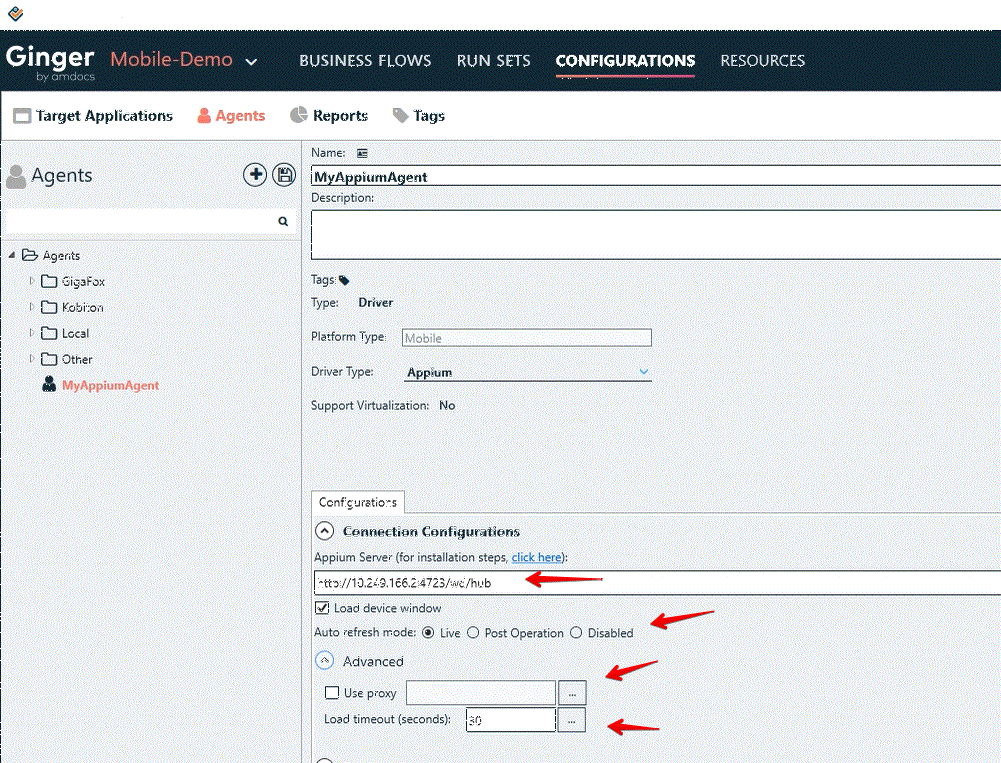 Ginger Mobile-Demo BUSINESS FLOWS RUN SETS CONFIGURATIONS RESOURCES
by amdocs
Target Applications Agents Reports Tags
Agents
Agents
GigaFox
Kobiton
Local
Other
MyAppiumAgent
Name:
MyAppiumAgent
Description:
Tags:
Type: Driver
Platform Type: Mobile
Driver Type: Appium
Support Virtualization: No
Configurations
Connection Configurations
Appium Server (for installation steps, click here):
http://10.249.166.2:4723/wd/hub
Load device window
Auto refresh mode: Live Post Operation Disabled
Advanced
Use proxy ...
Load timeout (seconds): 30 ...